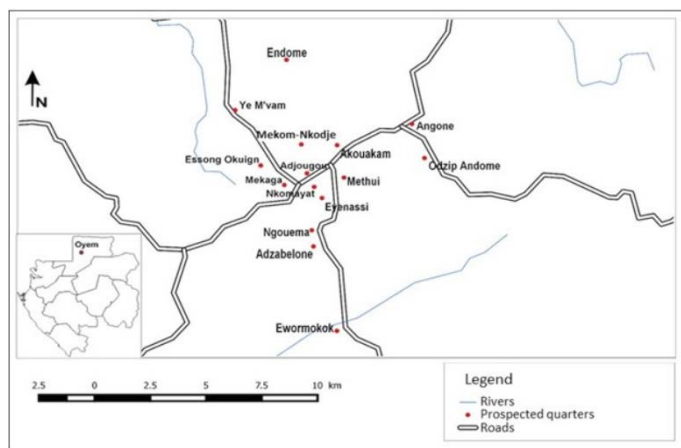 Endome
N
Ye M'vam
Angone
Mekom-Nkodje
Akouakam
Essong Okuign
Odzip Andome
Adjougou
Mekaga
Methui
Nkomayat
Eyenassi
Ngouema
Oyem
Adzabelone
Ewormokok
2.5 0 2.5 5 7.5 10 km
Legend
Rivers
Prospected quarters
Roads